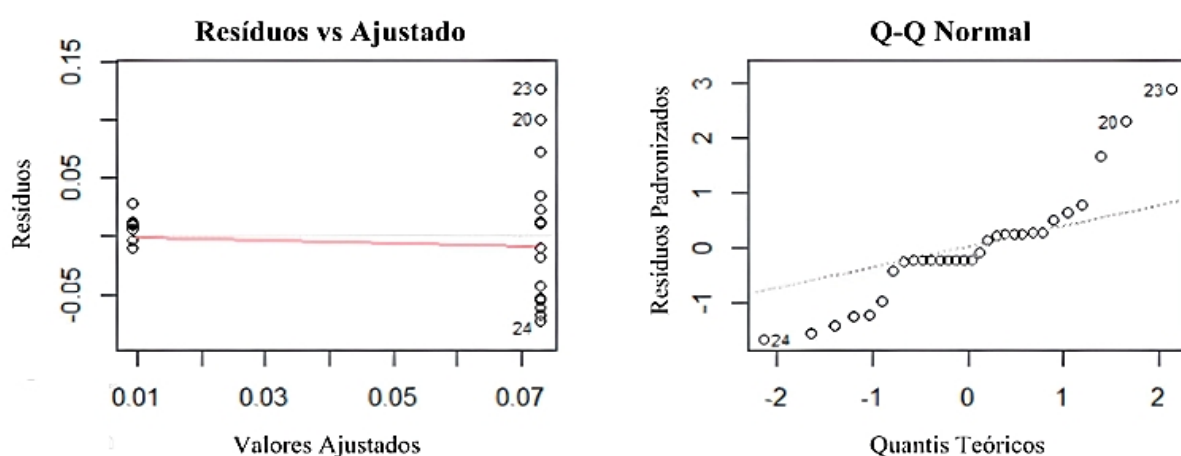 Resíduos vs Ajustado
Resíduos
0.15
0.05
-0.05
23
20
24
0.01 0.03 0.05 0.07
Valores Ajustados
Q-Q Normal
Resíduos Padronizados
3
2
1
0
-1
23
20
24
-2 -1 0 1 2
Quantis Teóricos